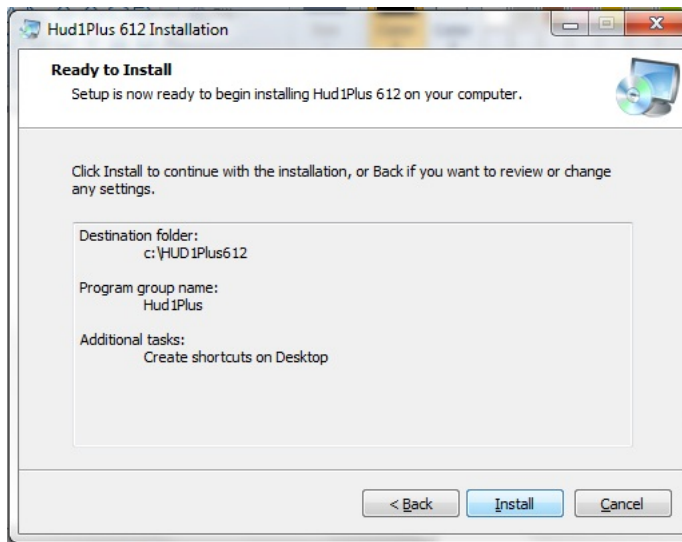 Hud1Plus 612 Installation
Ready to Install
Setup is now ready to begin installing Hud1Plus 612 on your computer.
Click Install to continue with the installation, or Back if you want to review or change
any settings.
Destination folder:
c:\HUD1Plus612
Program group name:
Hud1Plus
Additional tasks:
Create shortcuts on Desktop
< Back
Install
Cancel